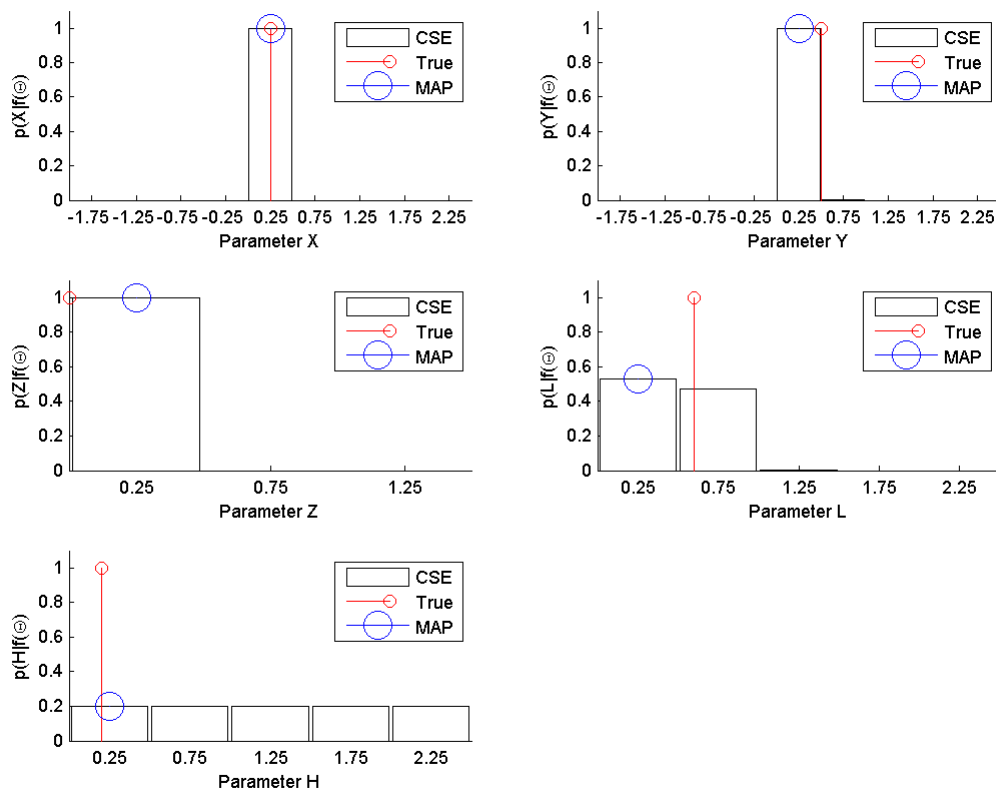 1
0.8
0.6
0.4
0.2
0
p(X|f(Θ)
CSE
True
MAP
-1.75 -1.25 -0.75 -0.25 0.25 0.75 1.25 1.75 2.25
Parameter X
1
0.8
0.6
0.4
0.2
0
p(Y|f(Θ)
CSE
True
MAP
-1.75 -1.25 -0.75 -0.25 0.25 0.75 1.25 1.75 2.25
Parameter Y
1
0.8
0.6
0.4
0.2
0
p(Z|f(Θ)
CSE
True
MAP
0.25 0.75 1.25
Parameter Z
1
0.8
0.6
0.4
0.2
0
p(L|f(Θ)
CSE
True
MAP
0.25 0.75 1.25 1.75 2.25
Parameter L
1
0.8
0.6
0.4
0.2
0
p(H|f(Θ)
CSE
True
MAP
0.25 0.75 1.25 1.75 2.25
Parameter H